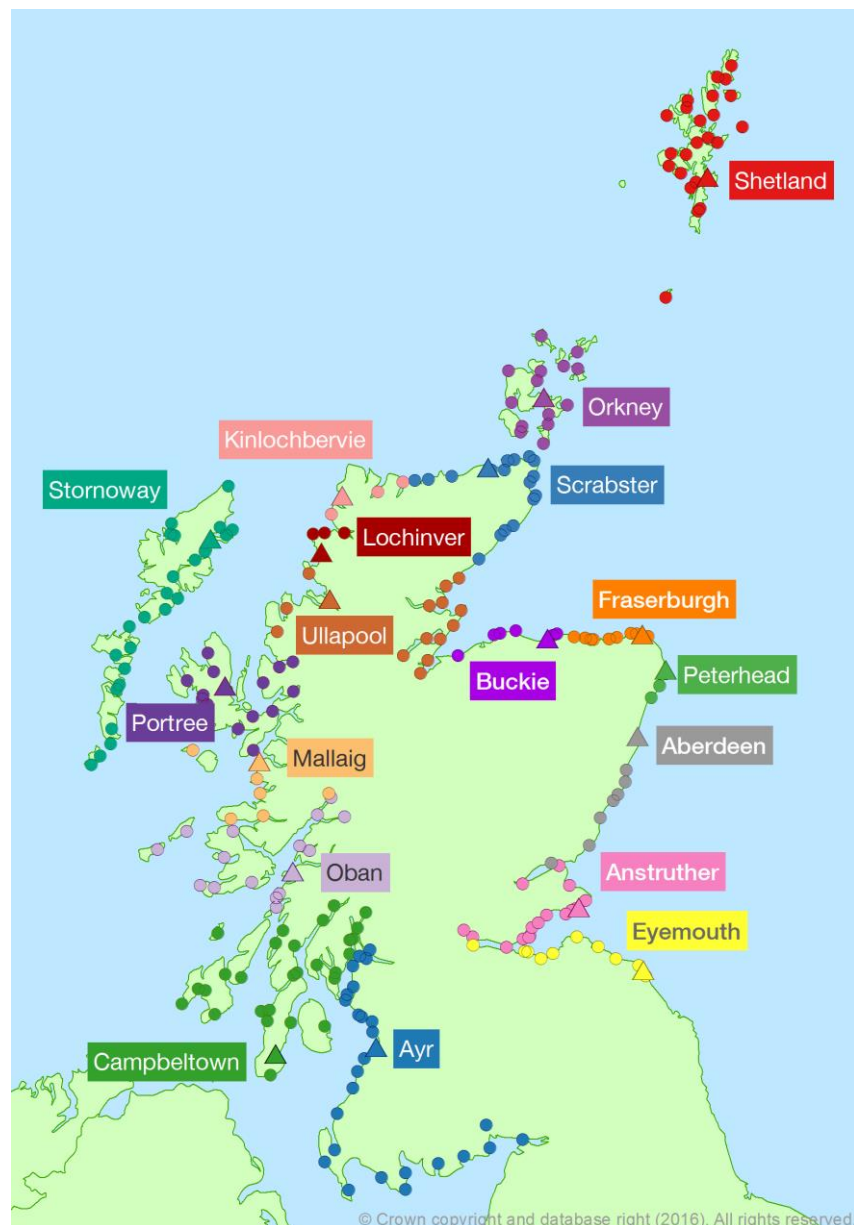 Shetland
Orkney
Kinlochbervie
Stornoway
Scrabster
Lochinver
Fraserburgh
Ullapool
Buckie
Peterhead
Portree
Aberdeen
Mallaig
Oban
Anstruther
Eyemouth
Campbeltown
Ayr
© Crown copyright and database right (2016). All rights reserved